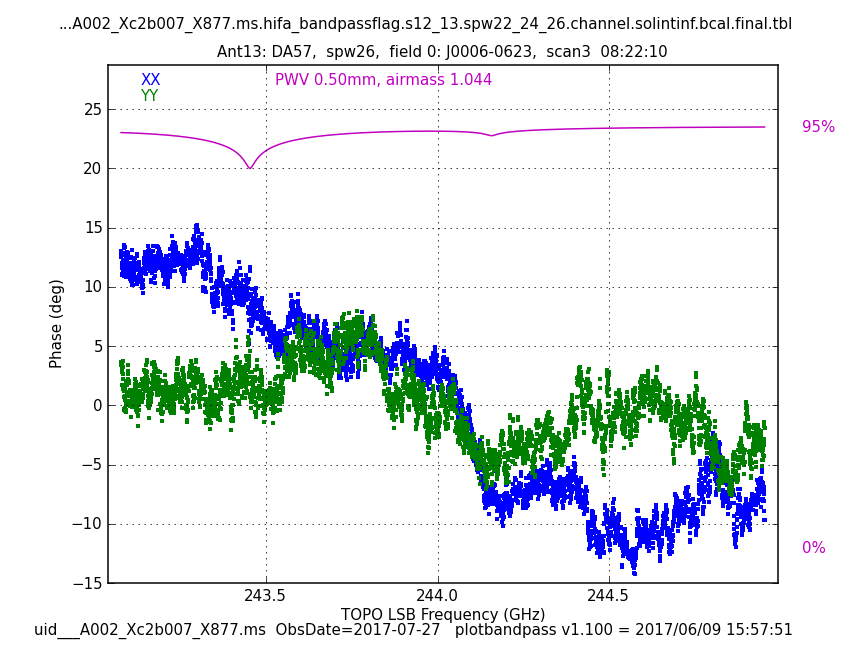 ...A002_Xc2b007_X877.ms.hifa_bandpassflag.s12_13.spw22_24_26.channel.solintinf.bcal.final.tbl
Ant13: DA57,  spw26,  field 0: J0006-0623,  scan3  08:22:10
XX
PWV 0.50mm, airmass 1.044
YY
25
95%
20
15
10
5
0
−5
−10
0%
−15
Phase (deg)
243.5 244.0 244.5
TOPO LSB Frequency (GHz)
uid___A002_Xc2b007_X877.ms  ObsDate=2017-07-27   plotbandpass v1.100 = 2017/06/09 15:57:51